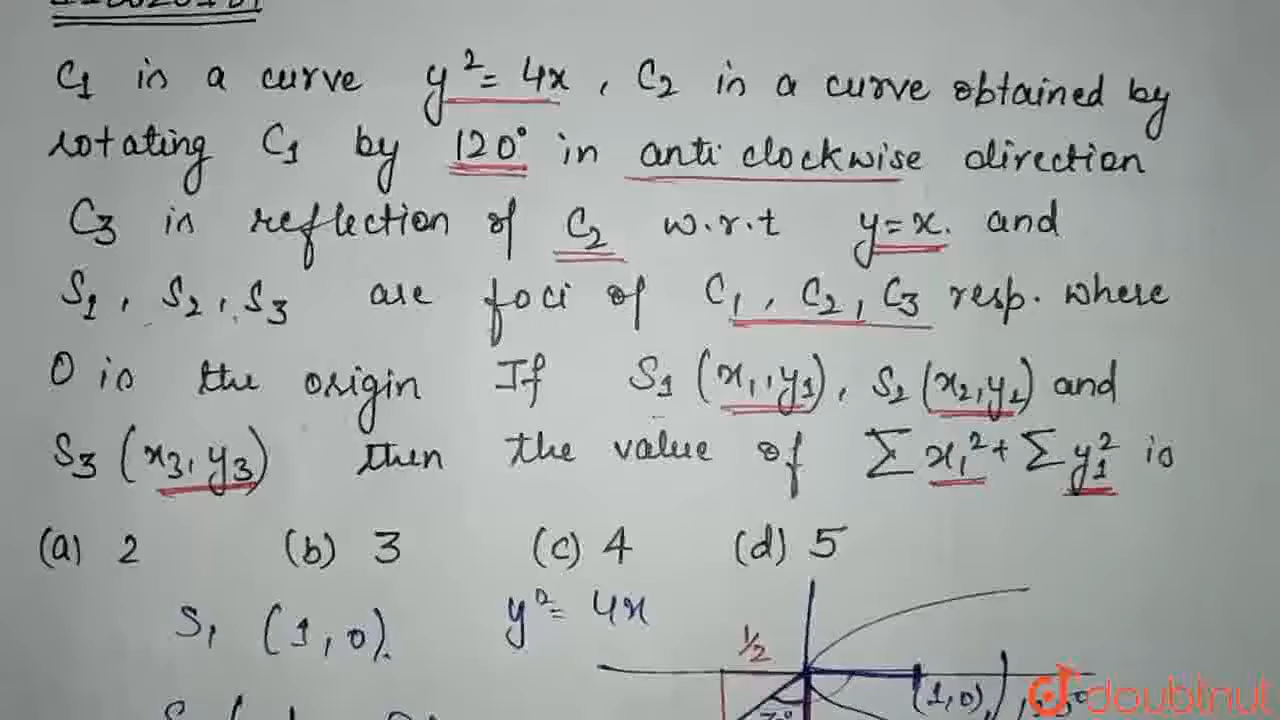 C1 is a curve y² = 4x , C2 is a curve obtained by
rotating C1 by 120° in anti clockwise direction
C3 is reflection of C2 w.r.t y=x. and
S1 , S2 , S3 are foci of C1 , C2 , C3 resp. where
O is the origin If S1 (x1, y1), S2 (x2, y2) and
S3 (x3, y3) then the value of Σ x1² + Σ y1² is
(a) 2 (b) 3 (c) 4 (d) 5
S1 (1, 0). y² = 4x
1/2
(1,0)
doubtnut